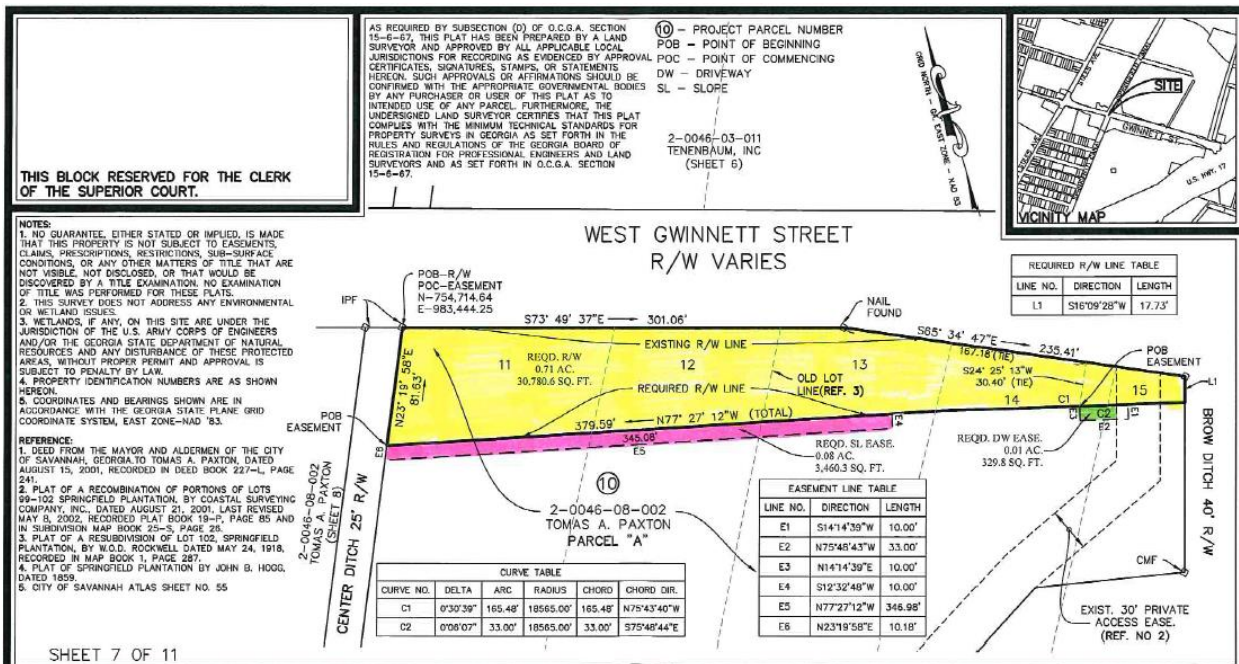 THIS BLOCK RESERVED FOR THE CLERK
OF THE SUPERIOR COURT.
AS REQUIRED BY SUBSECTION (D) OF O.C.G.A. SECTION
15-6-67, THIS PLAT HAS BEEN PREPARED BY A LAND
SURVEYOR AND APPROVED BY ALL APPLICABLE LOCAL
JURISDICTIONS FOR RECORDING AS EVIDENCED BY APPROVAL
CERTIFICATES, SIGNATURES, STAMPS, OR STATEMENTS
HEREON. SUCH APPROVALS OR AFFIRMATIONS SHOULD BE
CONFIRMED WITH THE APPROPRIATE GOVERNMENTAL BODIES
BY ANY PURCHASER OR USER OF THIS PLAT AS TO
INTENDED USE OF ANY PARCEL. FURTHERMORE, THE
UNDERSIGNED LAND SURVEYOR CERTIFIES THAT THIS PLAT
COMPLIES WITH THE MINIMUM TECHNICAL STANDARDS FOR
PROPERTY SURVEYS IN GEORGIA AS SET FORTH IN THE
RULES AND REGULATIONS OF THE GEORGIA BOARD OF
REGISTRATION FOR PROFESSIONAL ENGINEERS AND LAND
SURVEYORS AND AS SET FORTH IN O.C.G.A. SECTION
15-6-67.
10 - PROJECT PARCEL NUMBER
POB - POINT OF BEGINNING
POC - POINT OF COMMENCING
DW - DRIVEWAY
SL - SLOPE
2-0046-03-011
TENENBAUM, INC
(SHEET 6)
GRID NORTH - GA. EAST ZONE - NAD 83
SITE
GWINNETT ST.
U.S. HWY. 17
VICINITY MAP
NOTES:
1. NO GUARANTEE, EITHER STATED OR IMPLIED, IS MADE
THAT THIS PROPERTY IS NOT SUBJECT TO EASEMENTS,
CLAIMS, PRESCRIPTIONS, RESTRICTIONS, SUB-SURFACE
CONDITIONS, OR ANY OTHER MATTERS OF TITLE THAT ARE
NOT VISIBLE, NOT DISCLOSED, OR THAT WOULD BE
DISCOVERED BY A TITLE EXAMINATION. NO EXAMINATION
OF TITLE WAS PERFORMED FOR THESE PLATS.
2. THIS SURVEY DOES NOT ADDRESS ANY ENVIRONMENTAL
OR WETLAND ISSUES.
3. WETLANDS, IF ANY, ON THIS SITE ARE UNDER THE
JURISDICTION OF THE U.S. ARMY CORPS OF ENGINEERS
AND/OR THE GEORGIA STATE DEPARTMENT OF NATURAL
RESOURCES AND ANY DISTURBANCE OF THESE PROTECTED
AREAS, WITHOUT PROPER PERMIT AND APPROVAL IS
SUBJECT TO PENALTY BY LAW.
4. PROPERTY IDENTIFICATION NUMBERS ARE AS SHOWN
HEREON.
5. COORDINATES AND BEARINGS SHOWN ARE IN
ACCORDANCE WITH THE GEORGIA STATE PLANE GRID
COORDINATE SYSTEM, EAST ZONE-NAD '83.
REFERENCE:
1. DEED FROM THE MAYOR AND ALDERMEN OF THE CITY
OF SAVANNAH, GEORGIA,TO TOMAS A. PAXTON, DATED
AUGUST 15, 2001, RECORDED IN DEED BOOK 227-L, PAGE
241.
2. PLAT OF A RECOMBINATION OF PORTIONS OF LOTS
99-102 SPRINGFIELD PLANTATION, BY COASTAL SURVEYING
COMPANY, INC., DATED AUGUST 21, 2001, LAST REVISED
MAY 8, 2002, RECORDED PLAT BOOK 19-P, PAGE 85 AND
IN SUBDIVISION MAP BOOK 25-S, PAGE 28.
3. PLAT OF A RESUBDIVISION OF LOT 102, SPRINGFIELD
PLANTATION, BY W.O.D. ROCKWELL DATED MAY 24, 1918,
RECORDED IN MAP BOOK 1, PAGE 287.
4. PLAT OF SPRINGFIELD PLANTATION BY JOHN B. HOGG,
DATED 1859.
5. CITY OF SAVANNAH ATLAS SHEET NO. 55
SHEET 7 OF 11
WEST GWINNETT STREET
R/W VARIES
REQUIRED R/W LINE TABLE
LINE NO. DIRECTION LENGTH
L1 S16°09'28"W 17.73'
IPF
POB-R/W
POC-EASEMENT
N-754,714.64
E-983,444.25
S73° 49' 37"E 301.06'
NAIL
FOUND
S65° 34' 47"E 235.41'
167.18'(TIE)
POB
EASEMENT
L1
EXISTING R/W LINE
N23° 19' 58"E
81.63'
11
REQD. R/W
0.71 AC.
30,780.6 SQ. FT.
12
13
OLD LOT
LINE(REF. 3)
S24° 25' 13"W
30.40' (TIE)
15
REQUIRED R/W LINE
14
C1
E3
C2
E1
E2
POB
EASEMENT
379.59' N77° 27' 12"W (TOTAL)
345.08'
E5
E4
E6
REQD. SL EASE.
0.08 AC.
3,460.3 SQ. FT.
REQD. DW EASE.
0.01 AC.
329.8 SQ. FT.
BROW DITCH 40' R/W
10
2-0046-08-002
TOMAS A. PAXTON
PARCEL "A"
2-0046-08-002
TOMAS A. PAXTON
(SHEET 8)
CENTER DITCH 25' R/W
EASEMENT LINE TABLE
LINE NO. DIRECTION LENGTH
E1 S14°14'39"W 10.00'
E2 N75°48'43"W 33.00'
E3 N14°14'39"E 10.00'
E4 S12°32'48"W 10.00'
E5 N77°27'12"W 346.98'
E6 N23°19'58"E 10.18'
CURVE TABLE
CURVE NO. DELTA ARC RADIUS CHORD CHORD DIR.
C1 0°30'39" 165.48' 18565.00' 165.48' N75°43'40"W
C2 0°06'07" 33.00' 18565.00' 33.00' S75°48'44"E
CMF
EXIST. 30' PRIVATE
ACCESS EASE.
(REF. NO 2)